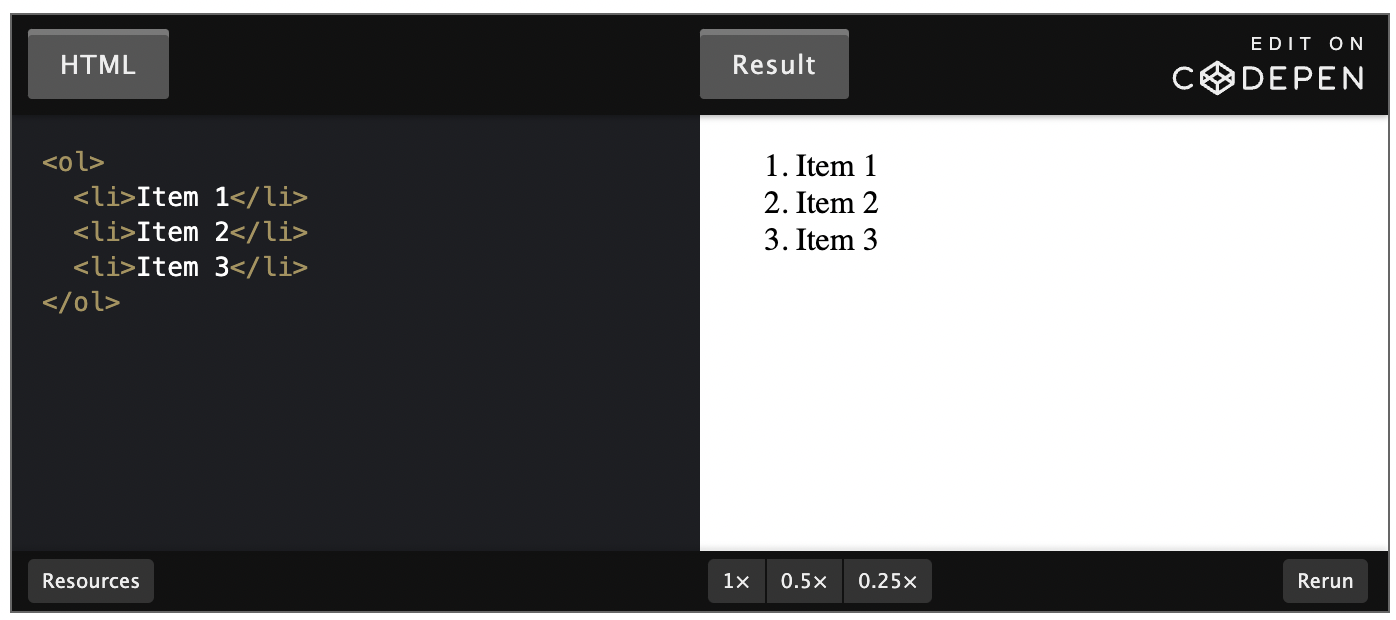 HTML
Result
EDIT ON
CODEPEN
<ol>
  <li>Item 1</li>
  <li>Item 2</li>
  <li>Item 3</li>
</ol>
1. Item 1
2. Item 2
3. Item 3
Resources
1× 0.5× 0.25×
Rerun